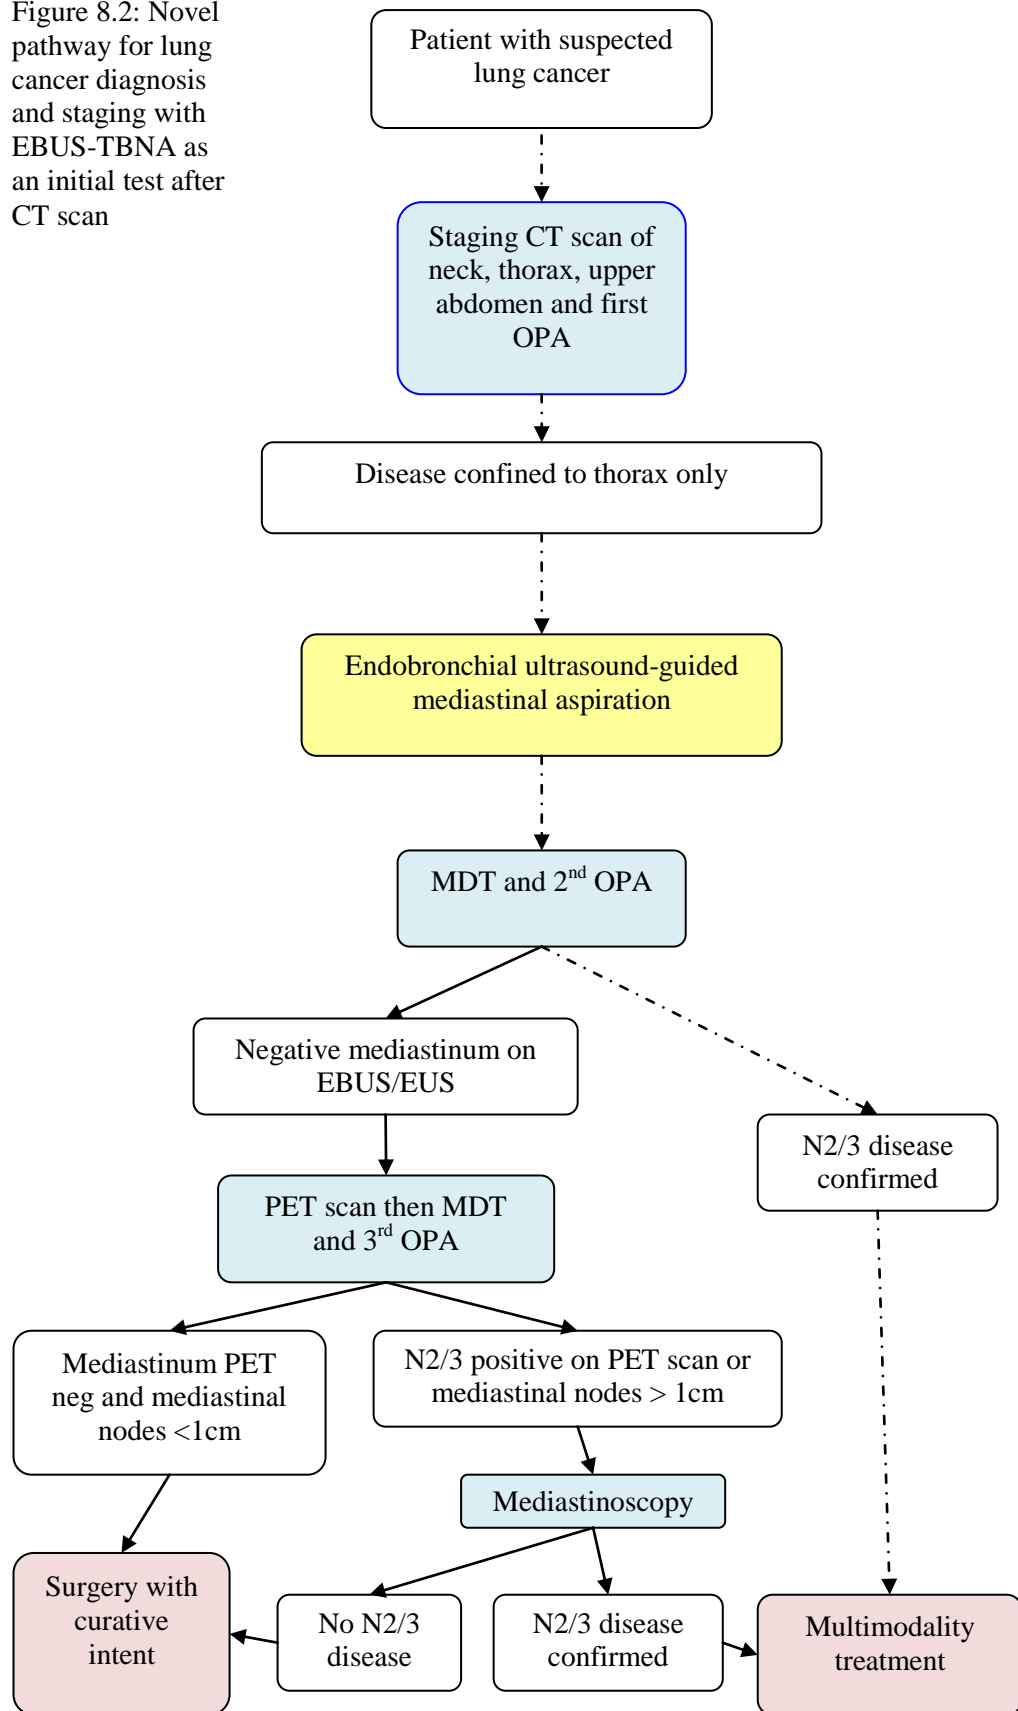 Figure 8.2: Novel
pathway for lung
cancer diagnosis
and staging with
EBUS-TBNA as
an initial test after
CT scan
Patient with suspected
lung cancer
Staging CT scan of
neck, thorax, upper
abdomen and first
OPA
Disease confined to thorax only
Endobronchial ultrasound-guided
mediastinal aspiration
MDT and 2nd OPA
Negative mediastinum on
EBUS/EUS
N2/3 disease
confirmed
PET scan then MDT
and 3rd OPA
Mediastinum PET
neg and mediastinal
nodes <1cm
N2/3 positive on PET scan or
mediastinal nodes > 1cm
Mediastinoscopy
Surgery with
curative
intent
No N2/3
disease
N2/3 disease
confirmed
Multimodality
treatment